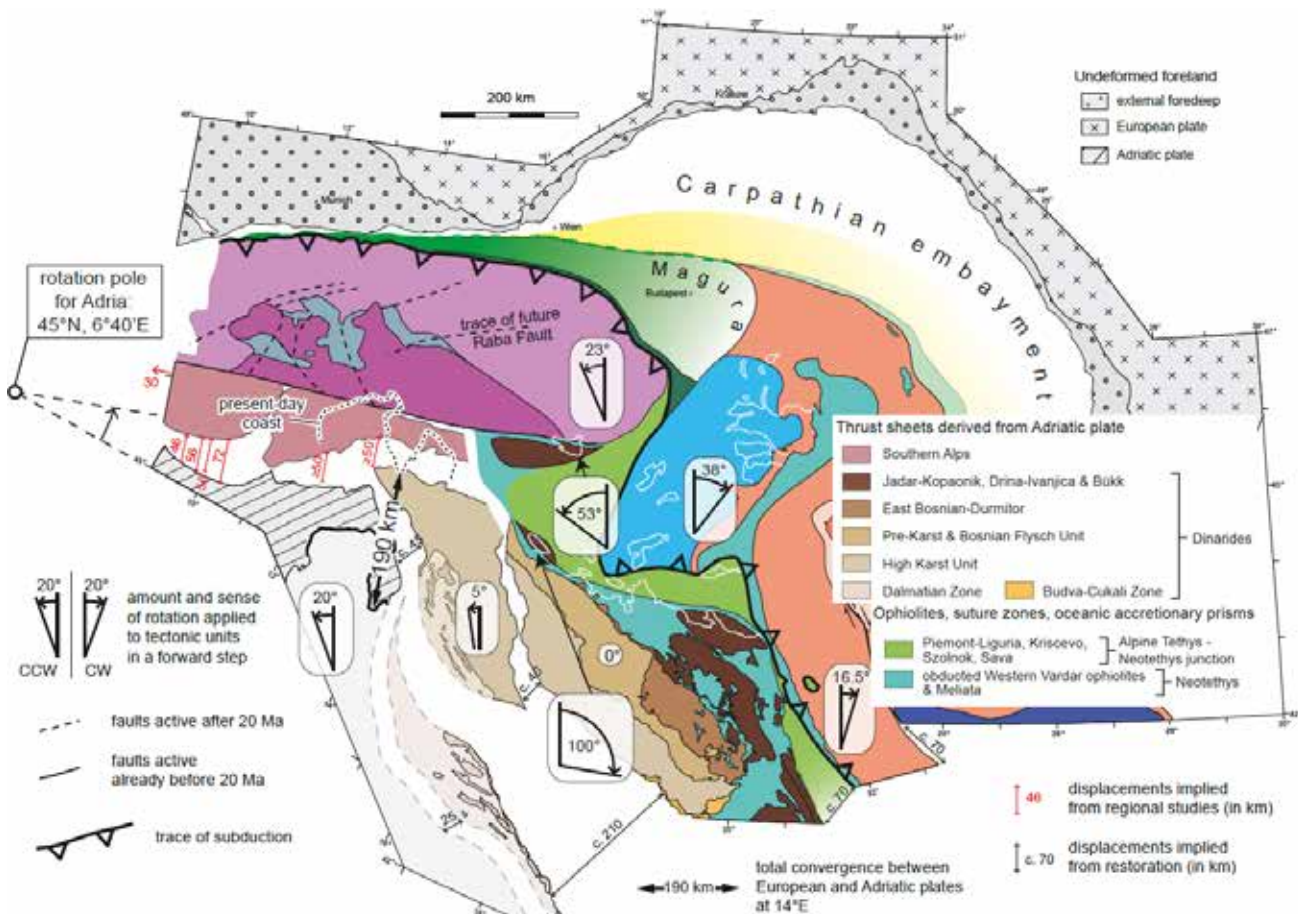 200 km
Krakow
Undeformed foreland
external foredeep
European plate
Adriatic plate
Munich
Wien
Carpathian embayment
Magura
Budapest
rotation pole
for Adria:
45°N, 6°40'E
trace of future
Raba Fault
23°
30
present-day
coast
46
56
72
≥50
190 km
c. 45
53°
38°
Thrust sheets derived from Adriatic plate
Southern Alps
Jadar-Kopaonik, Drina-Ivanjica & Bükk
East Bosnian-Durmitor
Pre-Karst & Bosnian Flysch Unit
High Karst Unit
Dalmatian Zone
Budva-Cukali Zone
Dinarides
Ophiolites, suture zones, oceanic accretionary prisms
Piemont-Liguria, Kriscevo,
Szolnok, Sava
Alpine Tethys -
Neotethys junction
obducted Western Vardar ophiolites
& Meliata
Neotethys
20°
20°
CCW
CW
amount and sense
of rotation applied
to tectonic units
in a forward step
20°
5°
0°
16.5°
100°
c. 210
25
c. 70
c. 70
faults active after 20 Ma
faults active
already before 20 Ma
trace of subduction
190 km
total convergence between
European and Adriatic plates
at 14°E
46
displacements implied
from regional studies (in km)
c. 70
displacements implied
from restoration (in km)